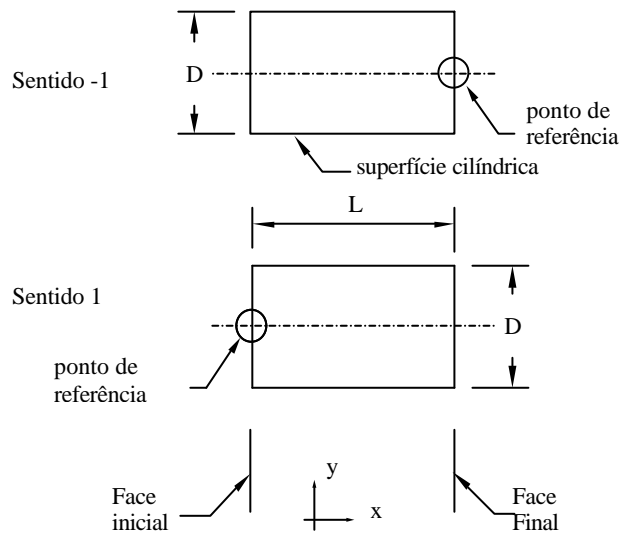 Sentido -1
D
ponto de
referência
superfície cilíndrica
L
Sentido 1
D
ponto de
referência
y
x
Face
inicial
Face
Final